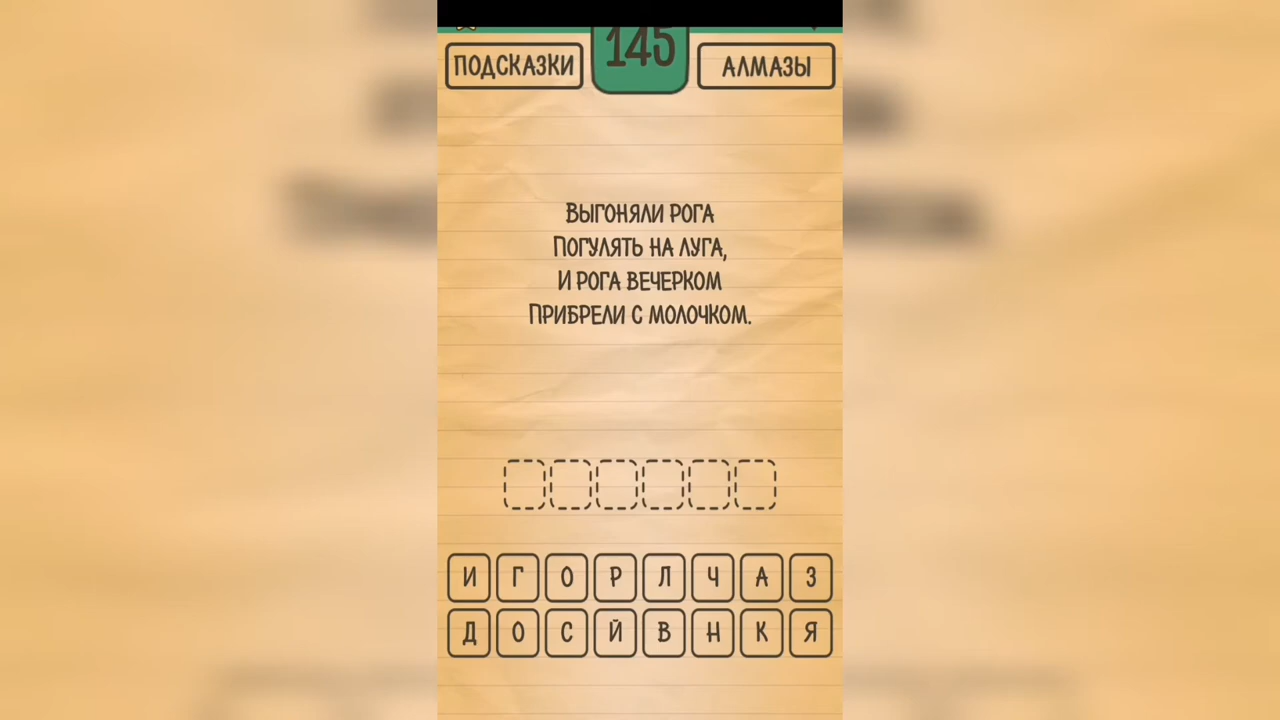 ПОДСКАЗКИ
145
АЛМАЗЫ
ВЫГОНЯЛИ РОГА
ПОГУЛЯТЬ НА ЛУГА,
И РОГА ВЕЧЕРКОМ
ПРИБРЕЛИ С МОЛОЧКОМ.
И Г О Р Л Ч А З
Д О С Й В Н К Я